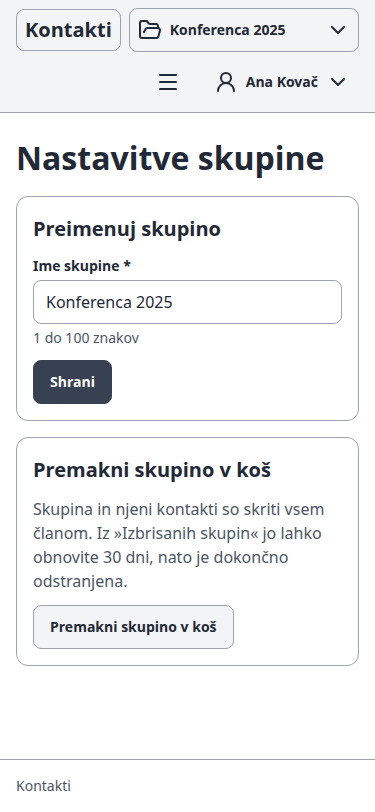 Kontakti
Konferenca 2025
Ana Kovač
Nastavitve skupine
Preimenuj skupino
Ime skupine *
Konferenca 2025
1 do 100 znakov
Shrani
Premakni skupino v koš
Skupina in njeni kontakti so skriti vsem
članom. Iz »Izbrisanih skupin« jo lahko
obnovite 30 dni, nato je dokončno
odstranjena.
Premakni skupino v koš
Kontakti